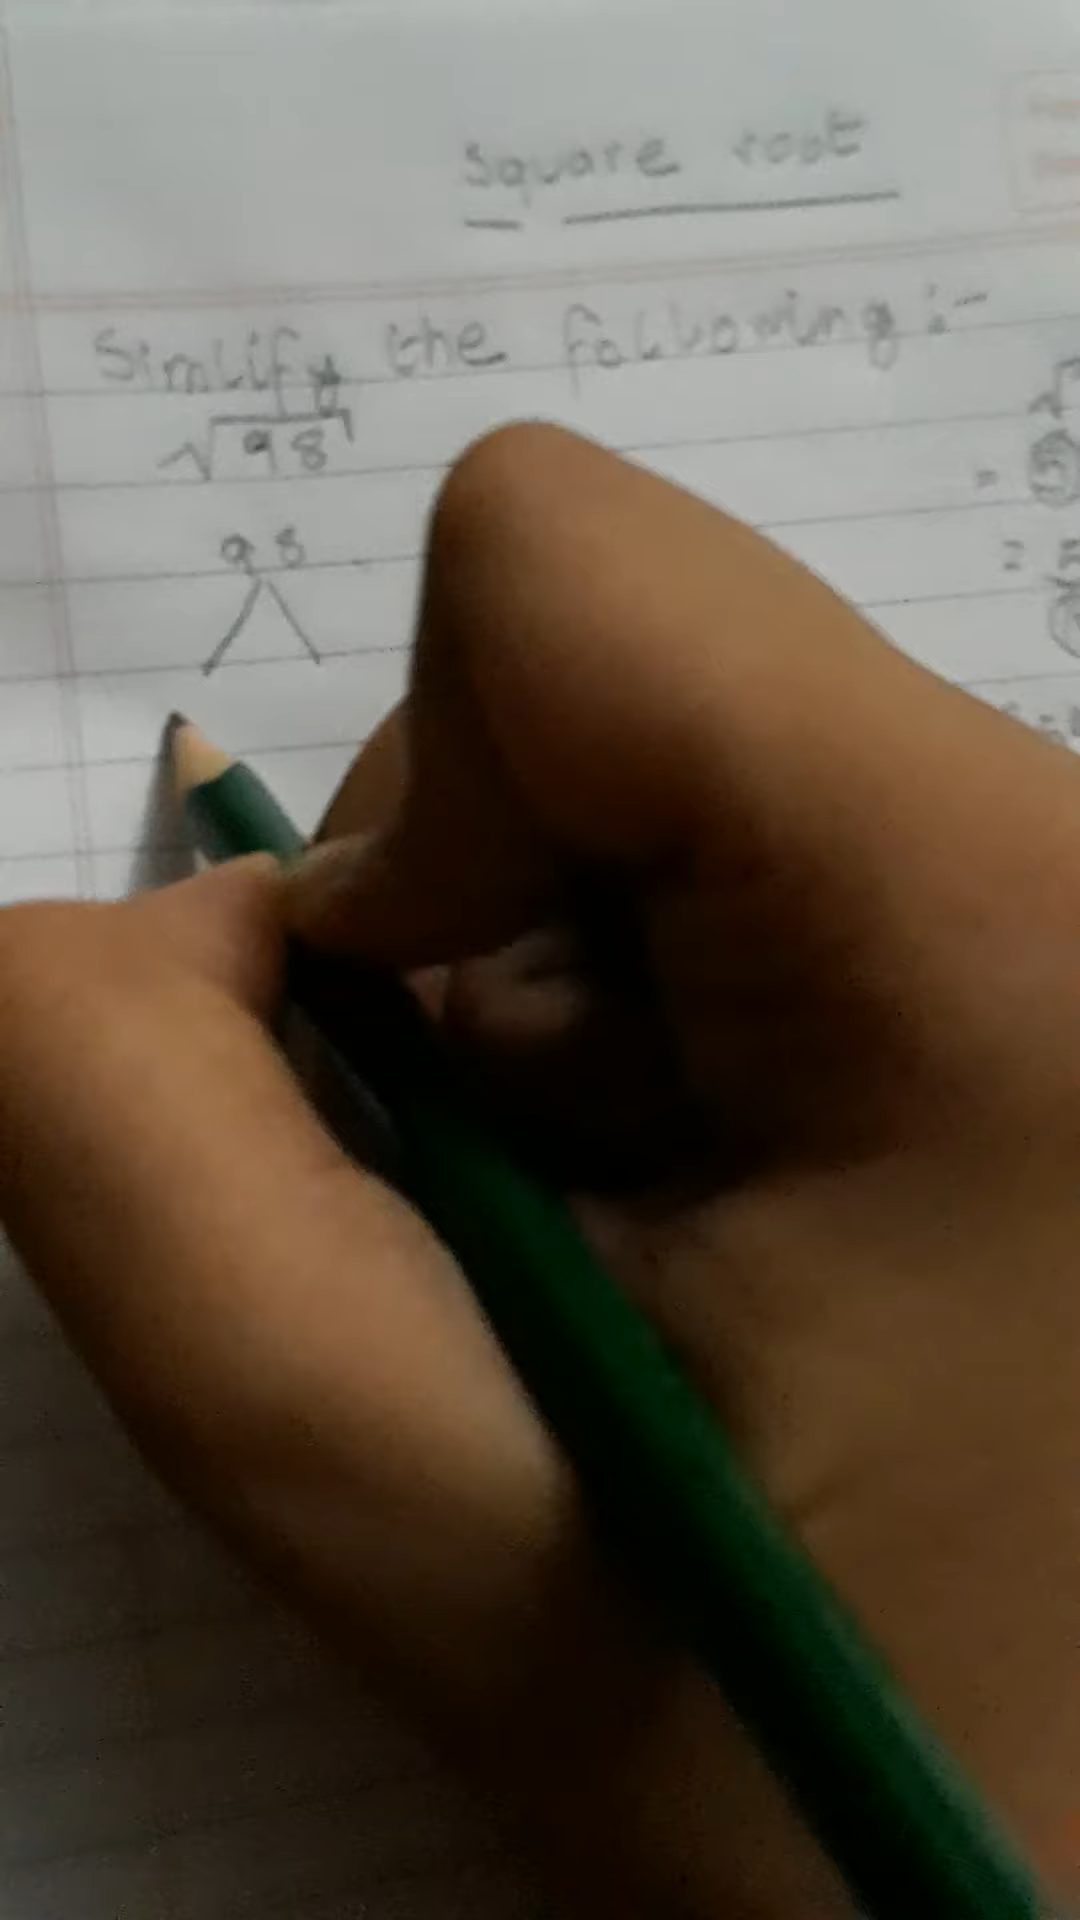 Square root
Simlify the following :-
√98
98